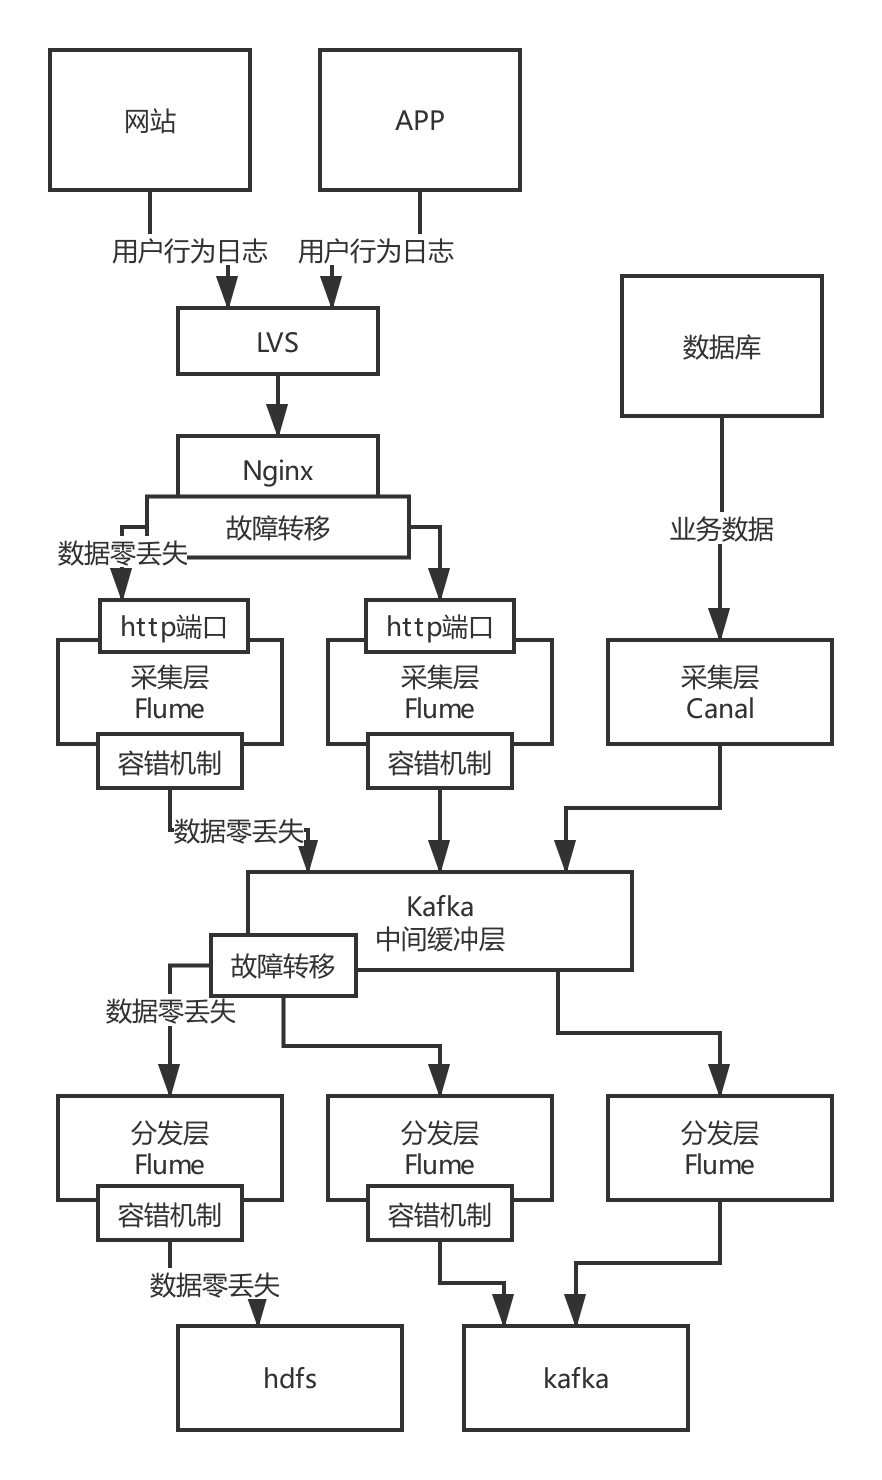 网站
APP
用户行为日志
用户行为日志
LVS
数据库
Nginx
故障转移
数据零丢失
业务数据
http端口
http端口
采集层
Flume
采集层
Flume
采集层
Canal
容错机制
容错机制
数据零丢失
Kafka
中间缓冲层
故障转移
数据零丢失
分发层
Flume
分发层
Flume
分发层
Flume
容错机制
容错机制
数据零丢失
hdfs
kafka